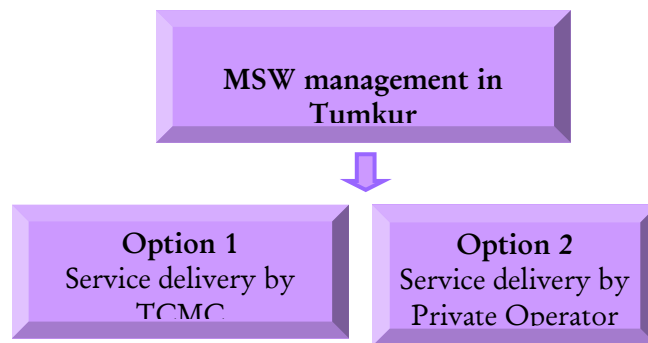 MSW management in
Tumkur
Option 1
Service delivery by
TCMC
Option 2
Service delivery by
Private Operator